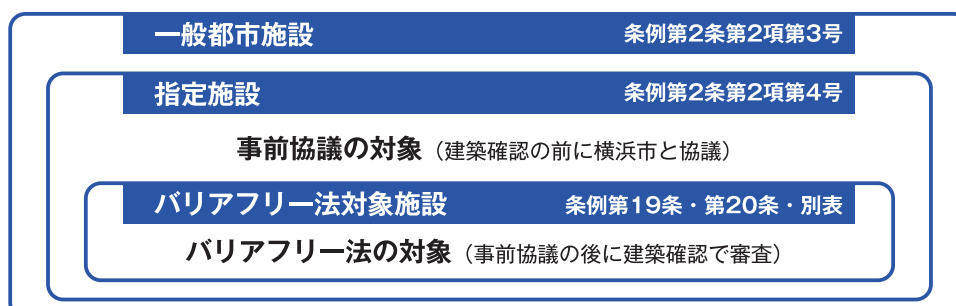 一般都市施設 条例第2条第2項第3号
指定施設 条例第2条第2項第4号
事前協議の対象（建築確認の前に横浜市と協議）
バリアフリー法対象施設 条例第19条・第20条・別表
バリアフリー法の対象（事前協議の後に建築確認で審査）